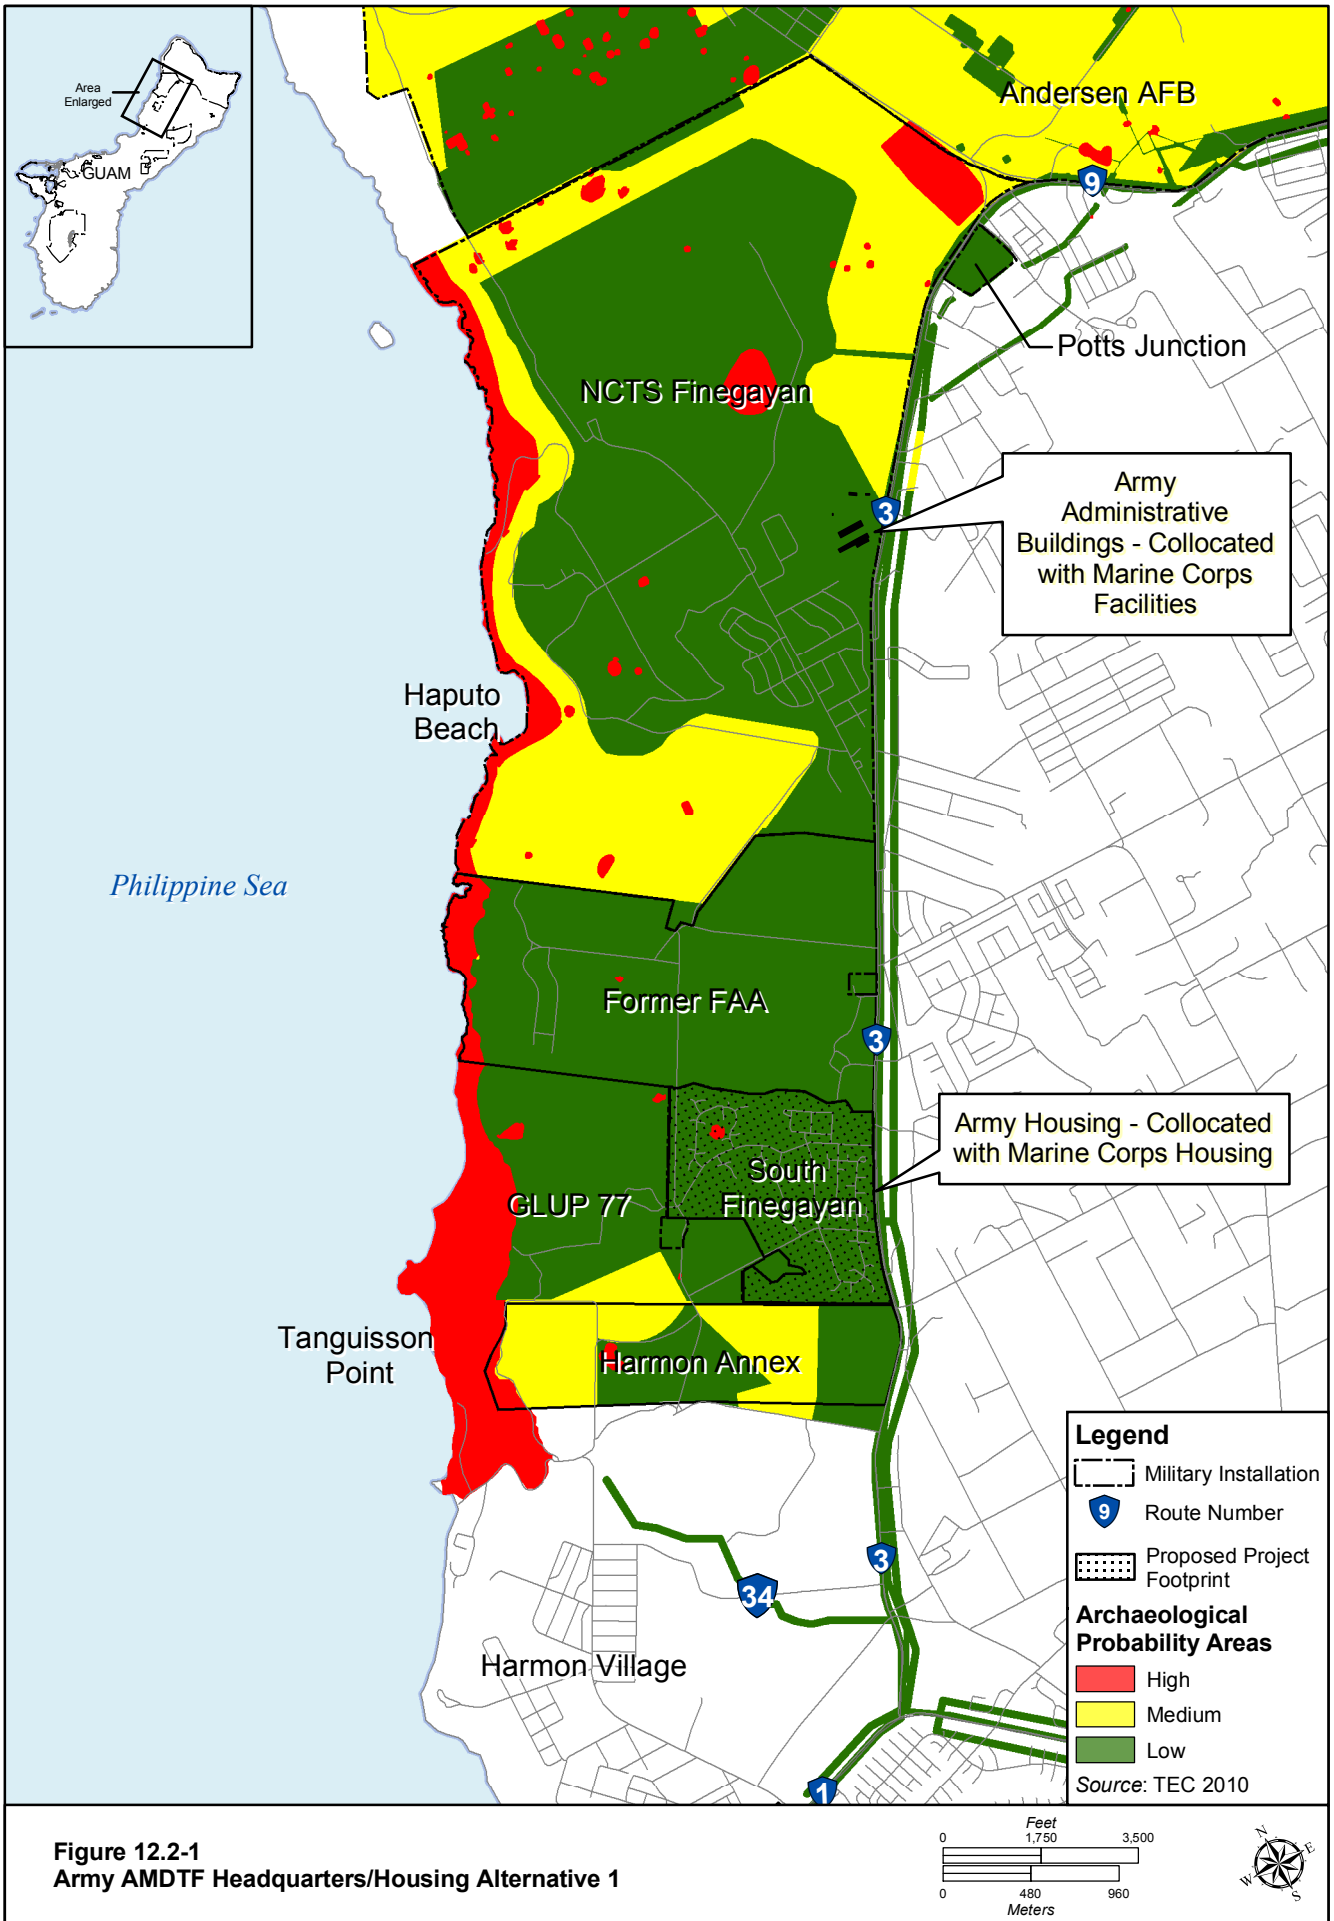 Area
Enlarged
GUAM
Andersen AFB
9
Potts Junction
NCTS Finegayan
Army
Administrative
Buildings - Collocated
with Marine Corps
Facilities
3
Haputo
Beach
Philippine Sea
Former FAA
3
Army Housing - Collocated
with Marine Corps Housing
South
Finegayan
GLUP 77
Tanguisson
Point
Harmon Annex
Legend
Military Installation
9
Route Number
Proposed Project
Footprint
Archaeological
Probability Areas
High
Medium
Low
Source: TEC 2010
3
34
Harmon Village
1
Figure 12.2-1
Army AMDTF Headquarters/Housing Alternative 1
Feet
0 1,750 3,500
0 480 960
Meters
N
E
W
S